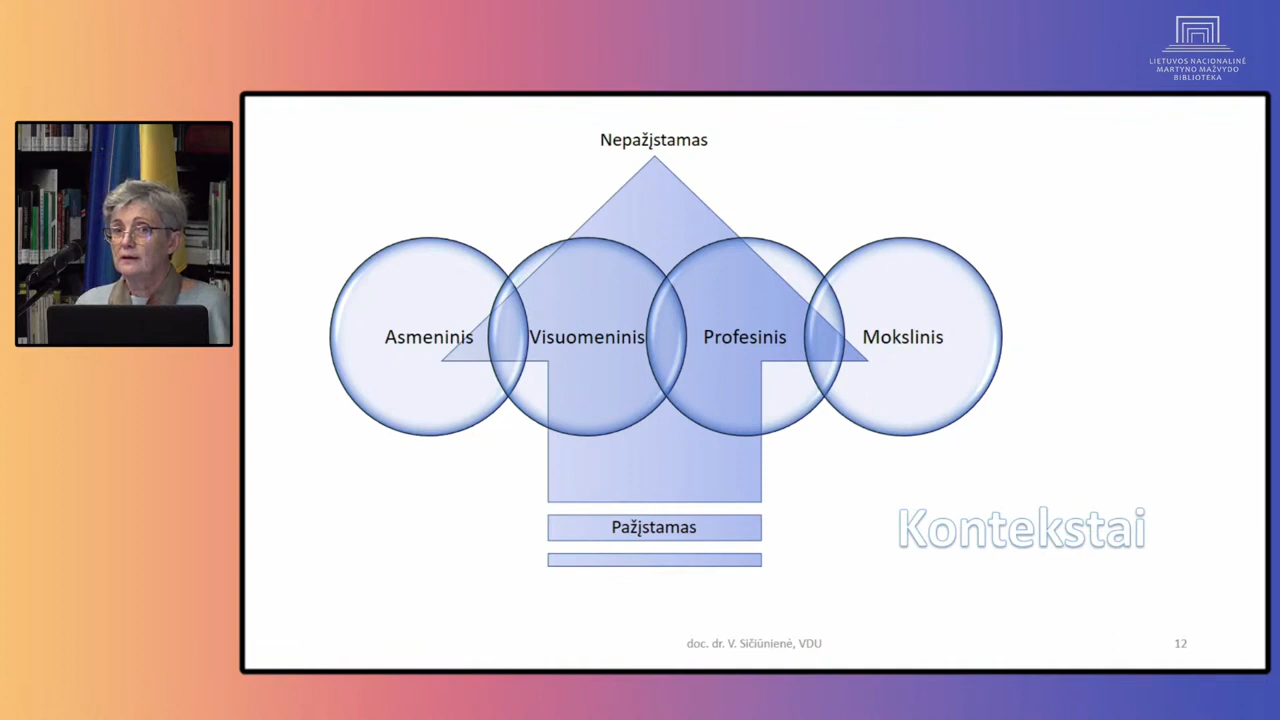 LIETUVOS NACIONALINĖ
MARTYNO MAŽVYDO
BIBLIOTEKA
Nepažįstamas
Asmeninis
Visuomeninis
Profesinis
Mokslinis
Pažįstamas
Kontekstai
doc. dr. V. Sičiūnienė, VDU
12